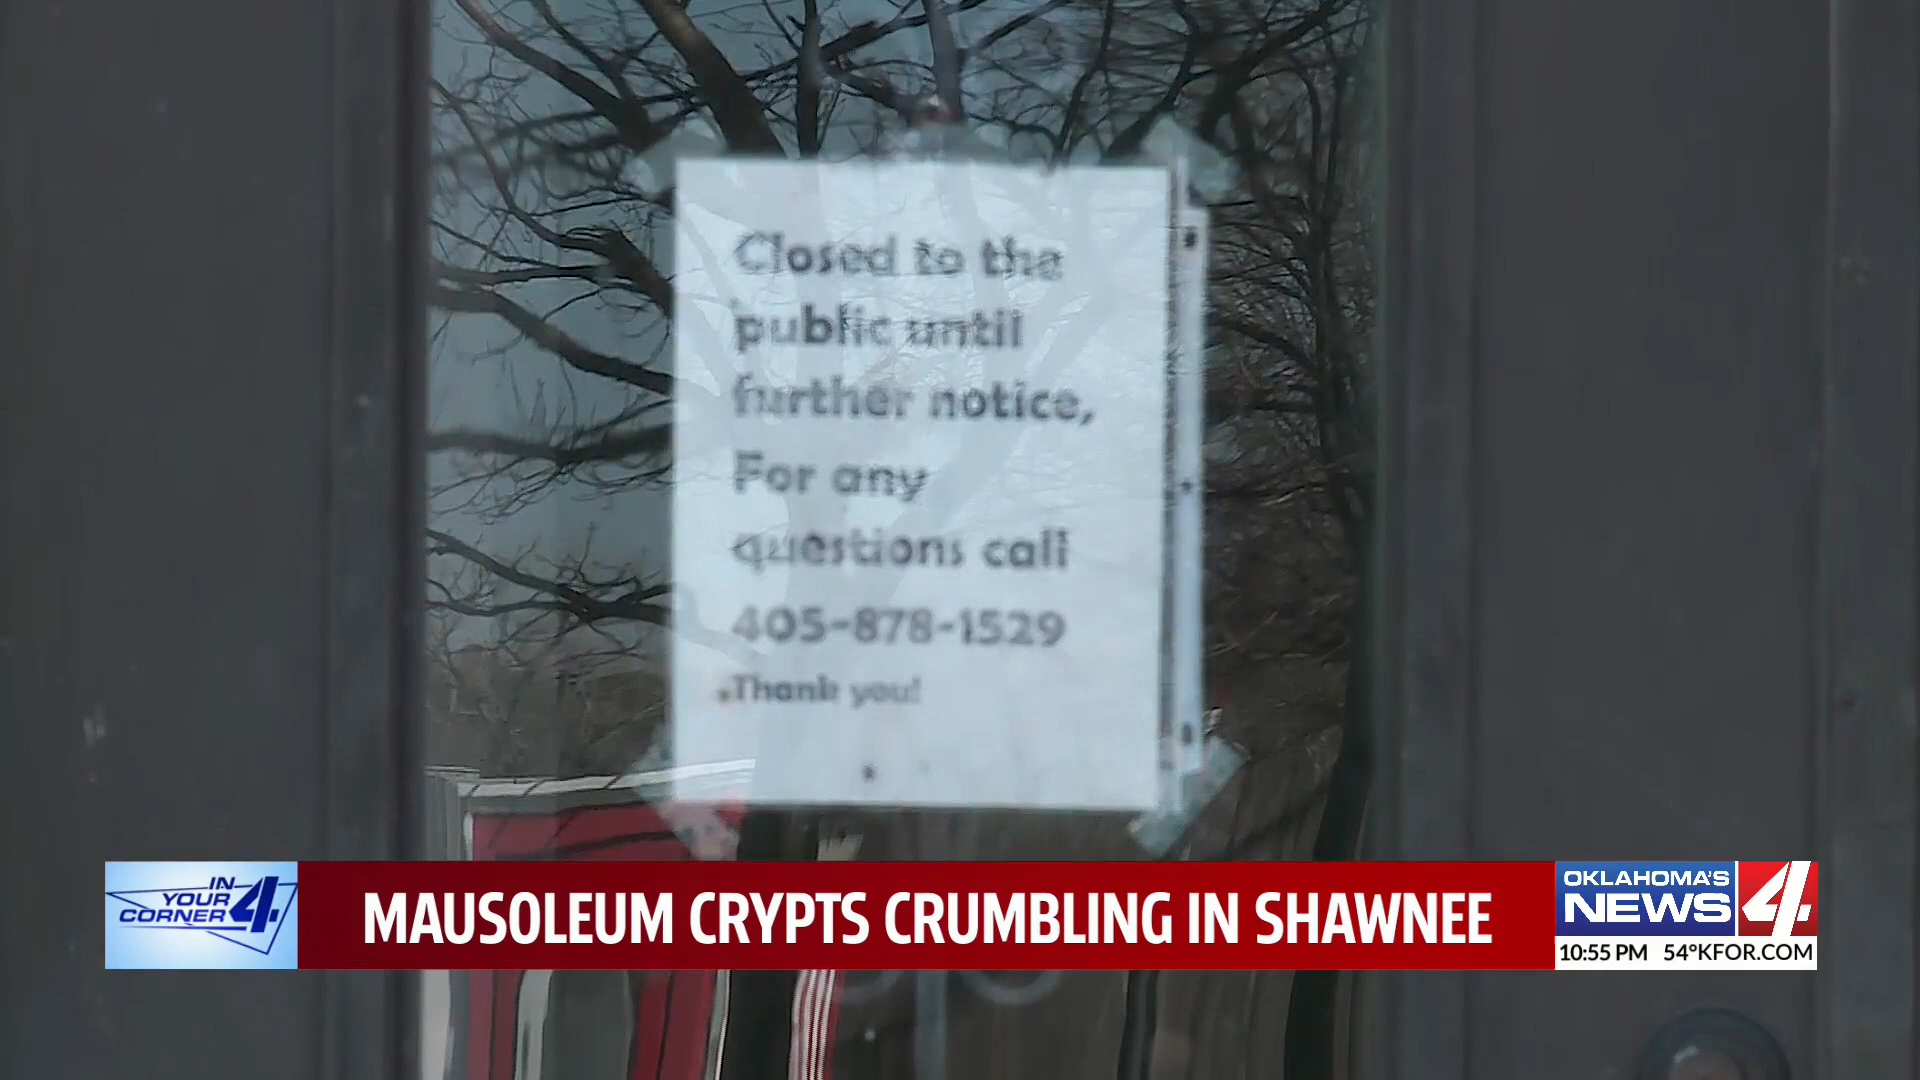 Closed to the
public until
further notice,
For any
questions call
405-878-1529
Thank you!
IN
YOUR
CORNER 4
MAUSOLEUM CRYPTS CRUMBLING IN SHAWNEE
OKLAHOMA'S
NEWS 4
10:55 PM 54°KFOR.COM